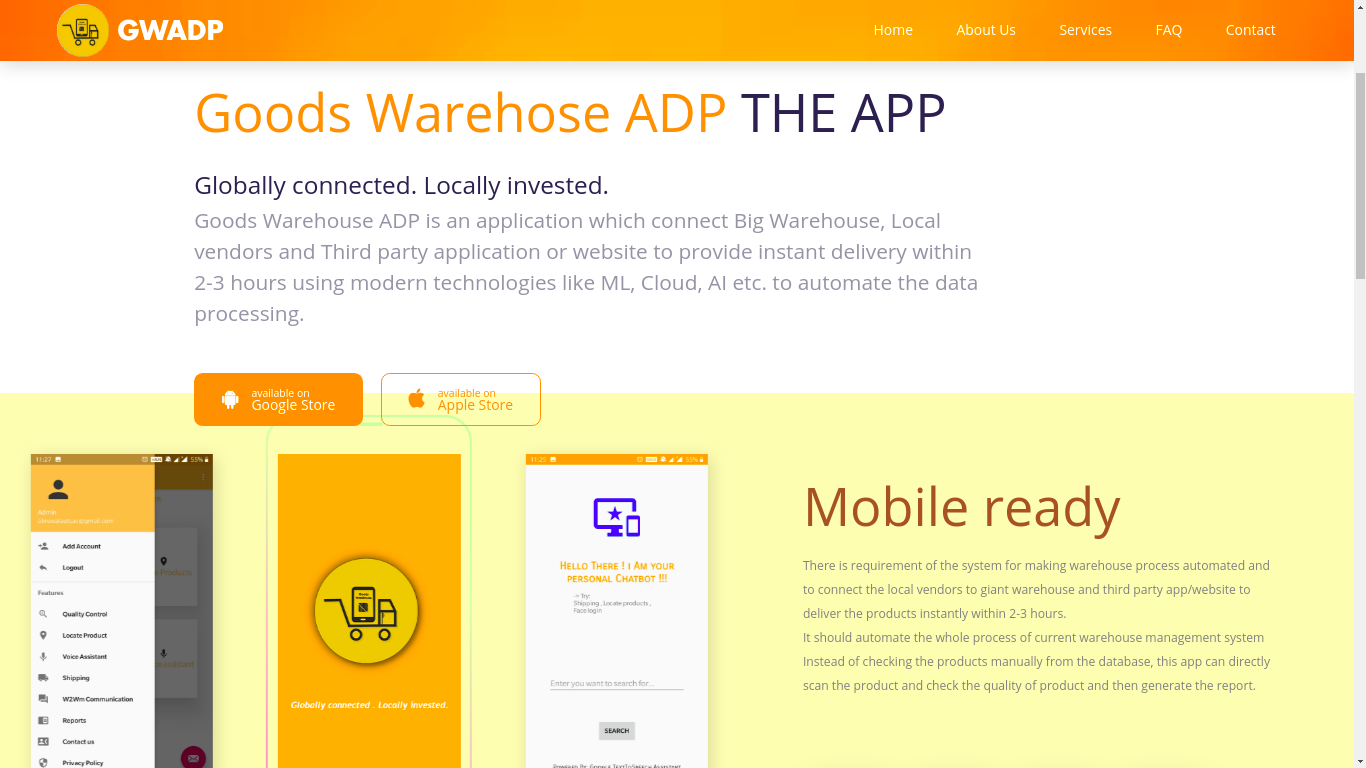 GWADP
Home
About Us
Services
FAQ
Contact
Goods Warehose ADP THE APP
Globally connected. Locally invested.
Goods Warehouse ADP is an application which connect Big Warehouse, Local
vendors and Third party application or website to provide instant delivery within
2-3 hours using modern technologies like ML, Cloud, AI etc. to automate the data
processing.
available on
Google Store
available on
Apple Store
11:27
55%
Admin
Add Account
Logout
Features
Quality Control
Locate Product
Voice Assistant
Shipping
W2Wm Communication
Reports
Contact us
Privacy Policy
Products
Globally connected . Locally Invested.
11:25
55%
Hello There ! I Am your
personal Chatbot !!!
-> Try:
Shipping , Locate products ,
Face login
Enter you want to search for...
SEARCH
Powered By: Google TextToSpeech Assistant
Mobile ready
There is requirement of the system for making warehouse process automated and
to connect the local vendors to giant warehouse and third party app/website to
deliver the products instantly within 2-3 hours.
It should automate the whole process of current warehouse management system
Instead of checking the products manually from the database, this app can directly
scan the product and check the quality of product and then generate the report.